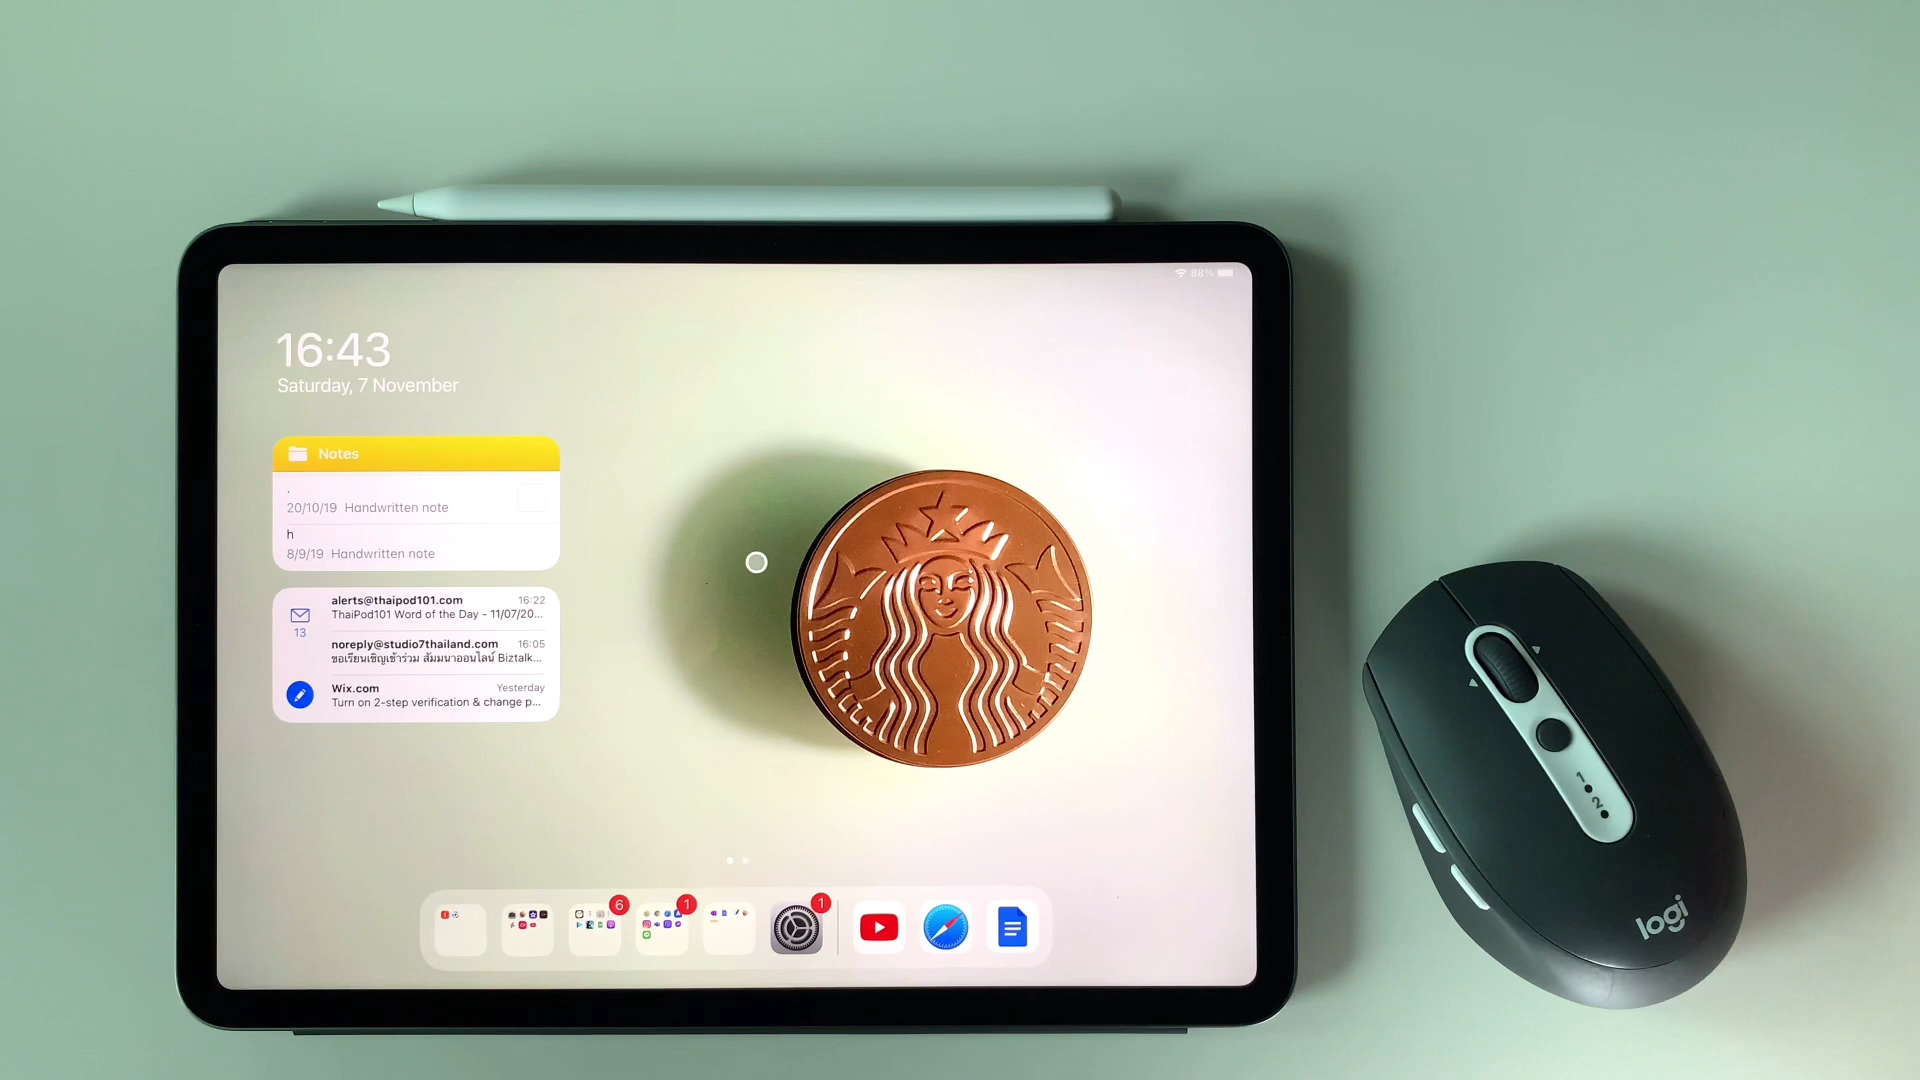 88%
16:43
Saturday, 7 November
Notes
.
20/10/19 Handwritten note
h
8/9/19 Handwritten note
13
alerts@thaipod101.com 16:22
ThaiPod101 Word of the Day - 11/07/20...
noreply@studio7thailand.com 16:05
ขอเรียนเชิญเข้าร่วม สัมมนาออนไลน์ Biztalk...
Wix.com Yesterday
Turn on 2-step verification & change p...
6
1
1
1
2
logi